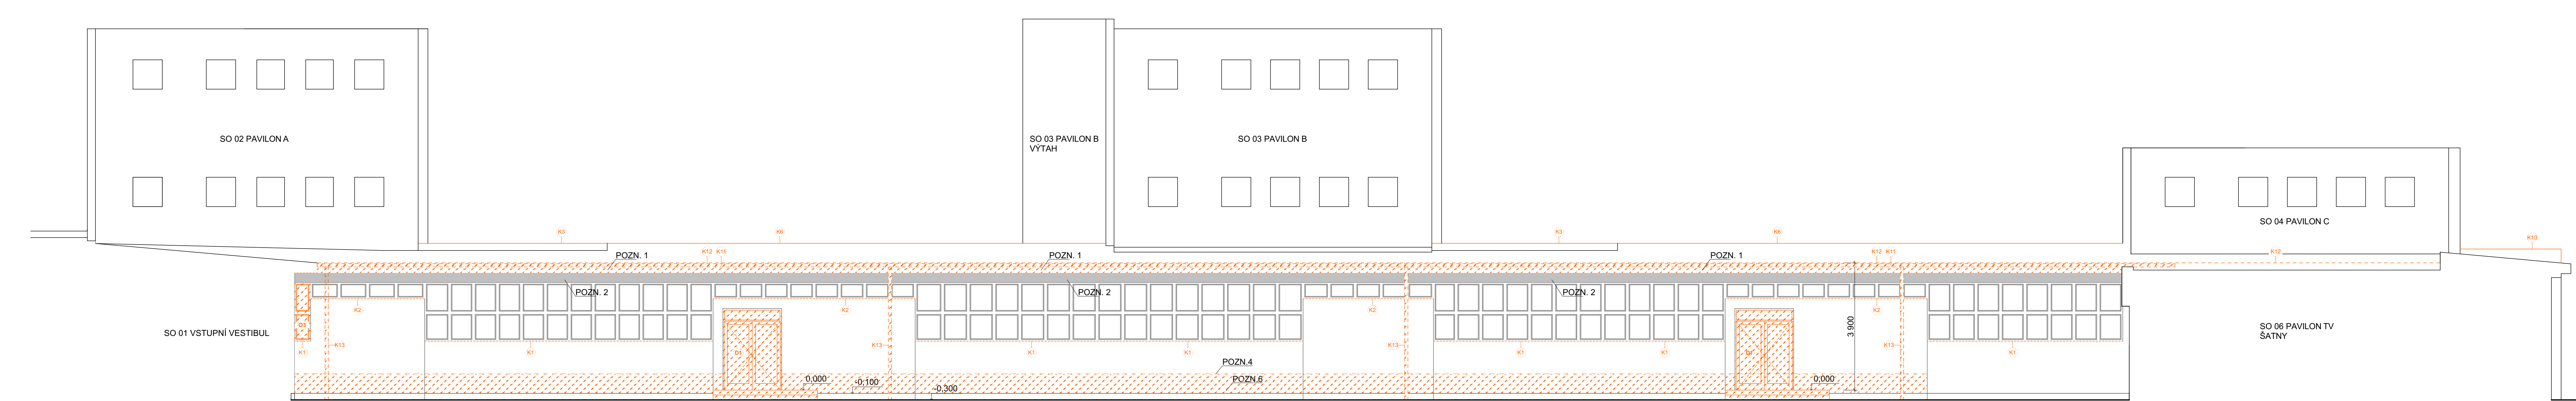 SO 02 PAVILON A
SO 03 PAVILON B
VÝTAH
SO 03 PAVILON B
SO 04 PAVILON C
K3
K6
K3
K6
K10
K12
K11
POZN. 1
POZN. 1
POZN. 1
K12
K11
K12
POZN. 2
POZN. 2
POZN. 2
K2
K2
K2
K2
O3
SO 01 VSTUPNÍ VESTIBUL
3.900
SO 06 PAVILON TV
ŠATNY
K1
K13
K1
D1
K13
K1
K1
K13
K1
K1
K13
K1
POZN.4
POZN.6
0,000
-0,100
-0,300
0,000